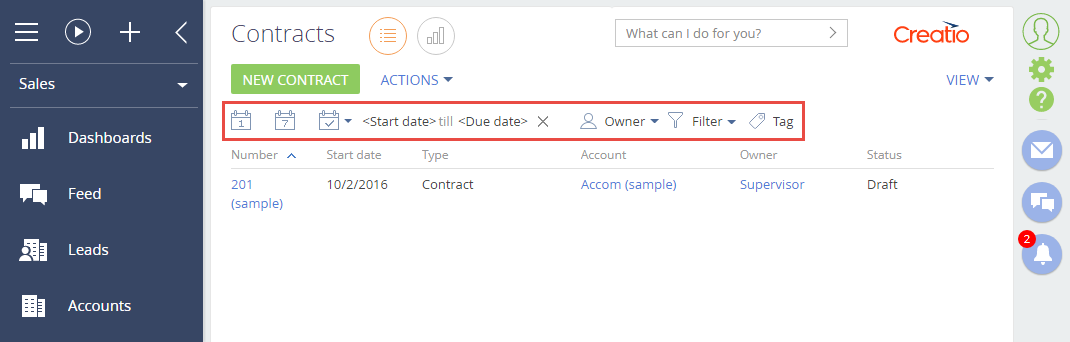 Sales
Dashboards
Feed
Leads
Accounts
Contracts
What can I do for you?
Creatio
NEW CONTRACT
ACTIONS
VIEW
1 7 <Start date> till <Due date> Owner Filter Tag
Number Start date Type Account Owner Status
201 10/2/2016 Contract Accom (sample) Supervisor Draft
(sample)
?
2